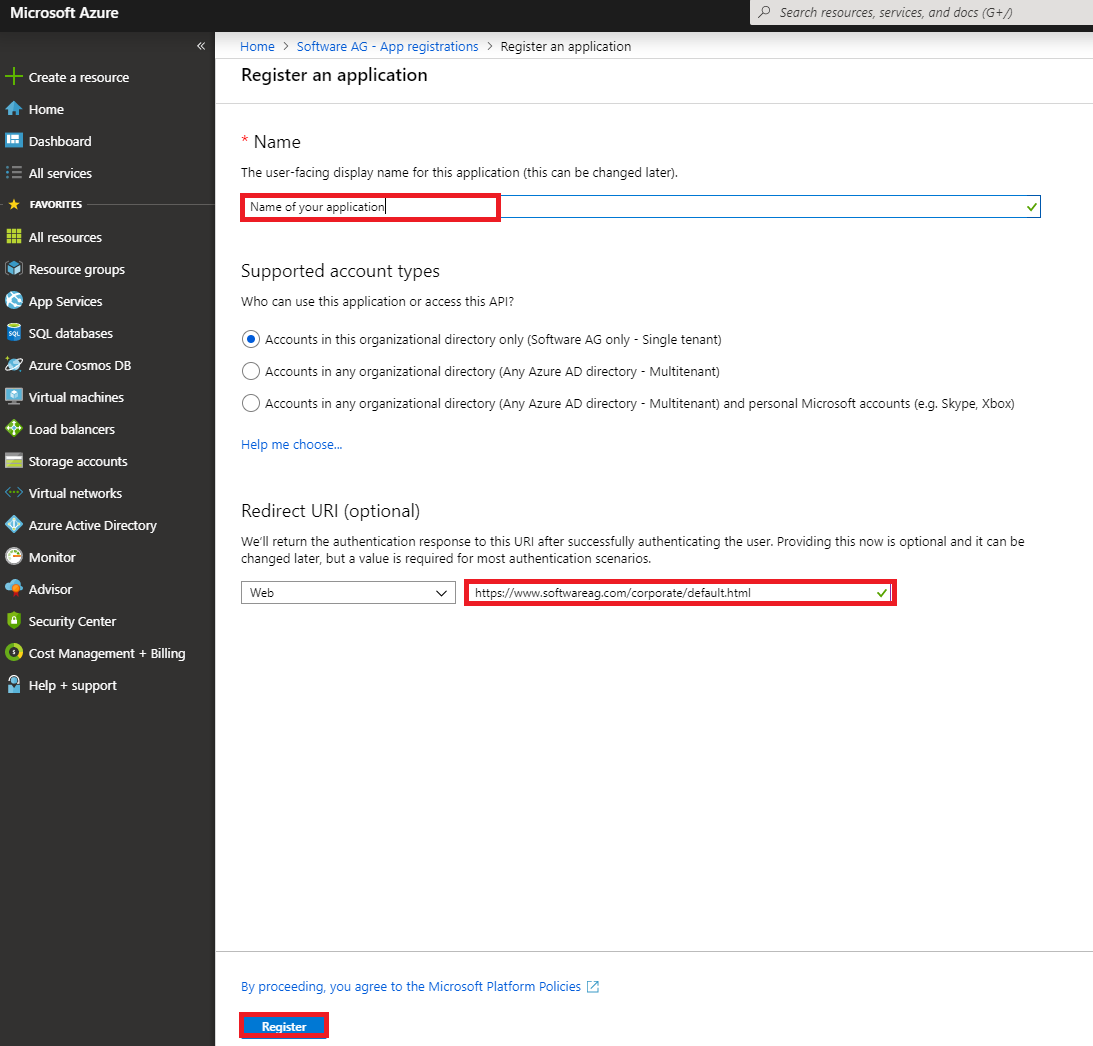 Microsoft Azure
Search resources, services, and docs (G+/)
«
Create a resource
Home
Dashboard
All services
FAVORITES
All resources
Resource groups
App Services
SQL databases
Azure Cosmos DB
Virtual machines
Load balancers
Storage accounts
Virtual networks
Azure Active Directory
Monitor
Advisor
Security Center
Cost Management + Billing
Help + support
Home > Software AG - App registrations > Register an application
Register an application
* Name
The user-facing display name for this application (this can be changed later).
Name of your application
Supported account types
Who can use this application or access this API?
Accounts in this organizational directory only (Software AG only - Single tenant)
Accounts in any organizational directory (Any Azure AD directory - Multitenant)
Accounts in any organizational directory (Any Azure AD directory - Multitenant) and personal Microsoft accounts (e.g. Skype, Xbox)
Help me choose...
Redirect URI (optional)
We'll return the authentication response to this URI after successfully authenticating the user. Providing this now is optional and it can be
changed later, but a value is required for most authentication scenarios.
Web
https://www.softwareag.com/corporate/default.html
By proceeding, you agree to the Microsoft Platform Policies
Register